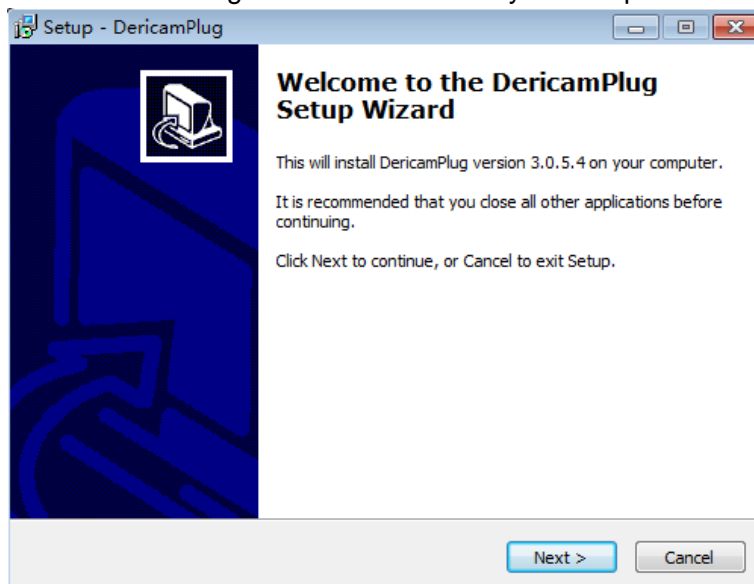 Setup - DericamPlug
Welcome to the DericamPlug
Setup Wizard
This will install DericamPlug version 3.0.5.4 on your computer.
It is recommended that you close all other applications before
continuing.
Click Next to continue, or Cancel to exit Setup.
Next >
Cancel